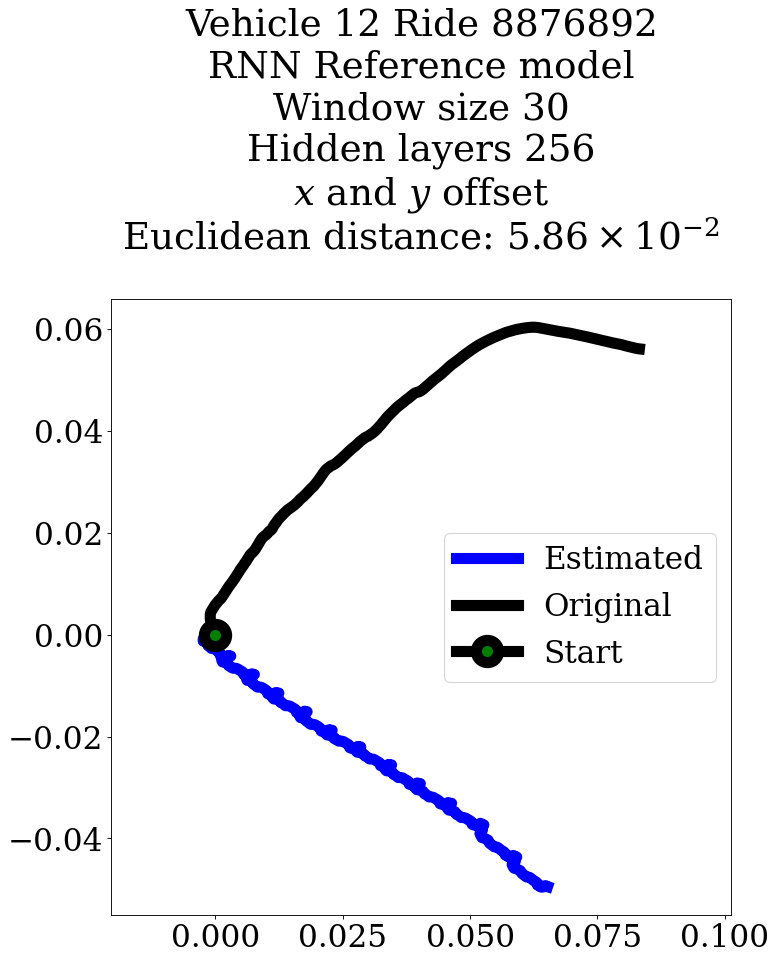 Vehicle 12 Ride 8876892
RNN Reference model
Window size 30
Hidden layers 256
x and y offset
Euclidean distance: 5.86 × 10⁻²
0.06
0.04
0.02
0.00
−0.02
−0.04
Estimated
Original
Start
0.000 0.025 0.050 0.075 0.100